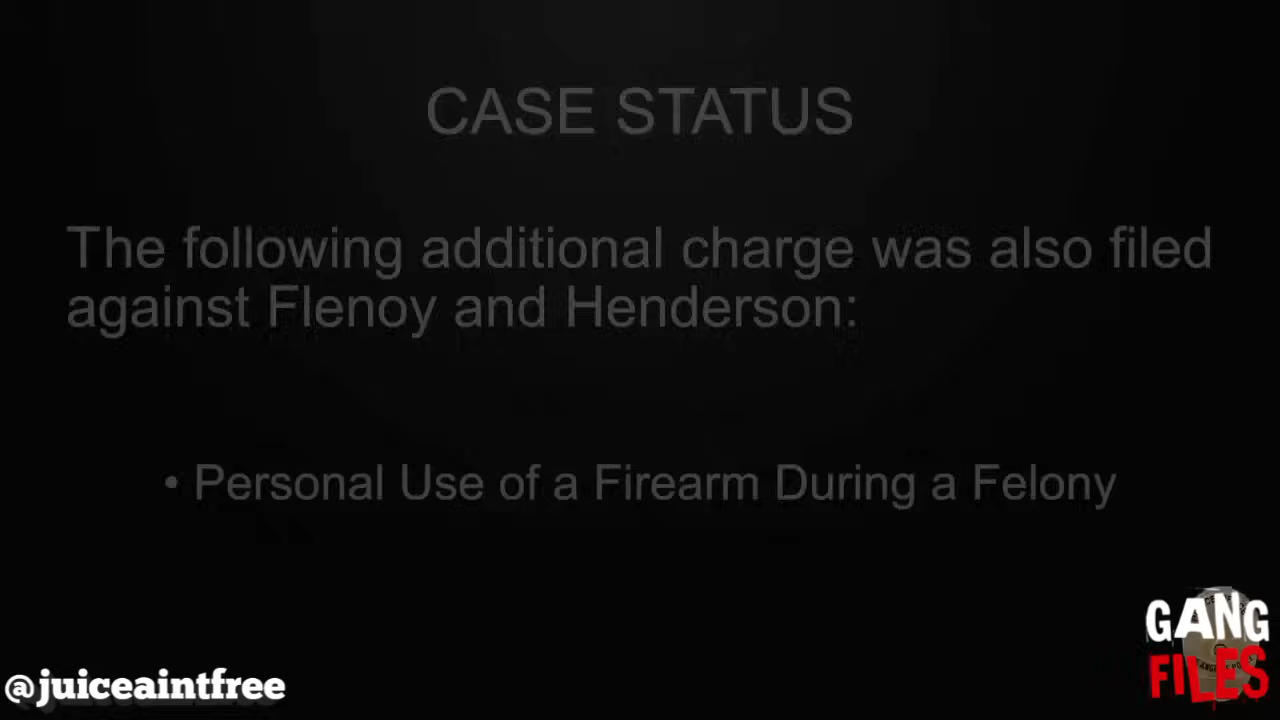 CASE STATUS
The following additional charge was also filed
against Flenoy and Henderson:
• Personal Use of a Firearm During a Felony
GANG
FILES
@juiceaintfree